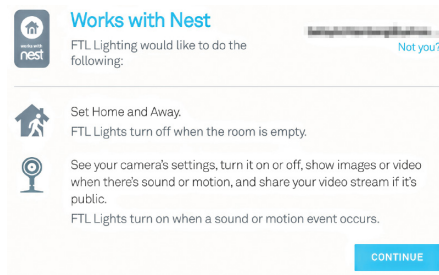 Works with Nest
FTL Lighting would like to do the
following:
Not you?
works with
nest
Set Home and Away.
FTL Lights turn off when the room is empty.
See your camera's settings, turn it on or off, show images or video
when there's sound or motion, and share your video stream if it's
public.
FTL Lights turn on when a sound or motion event occurs.
CONTINUE